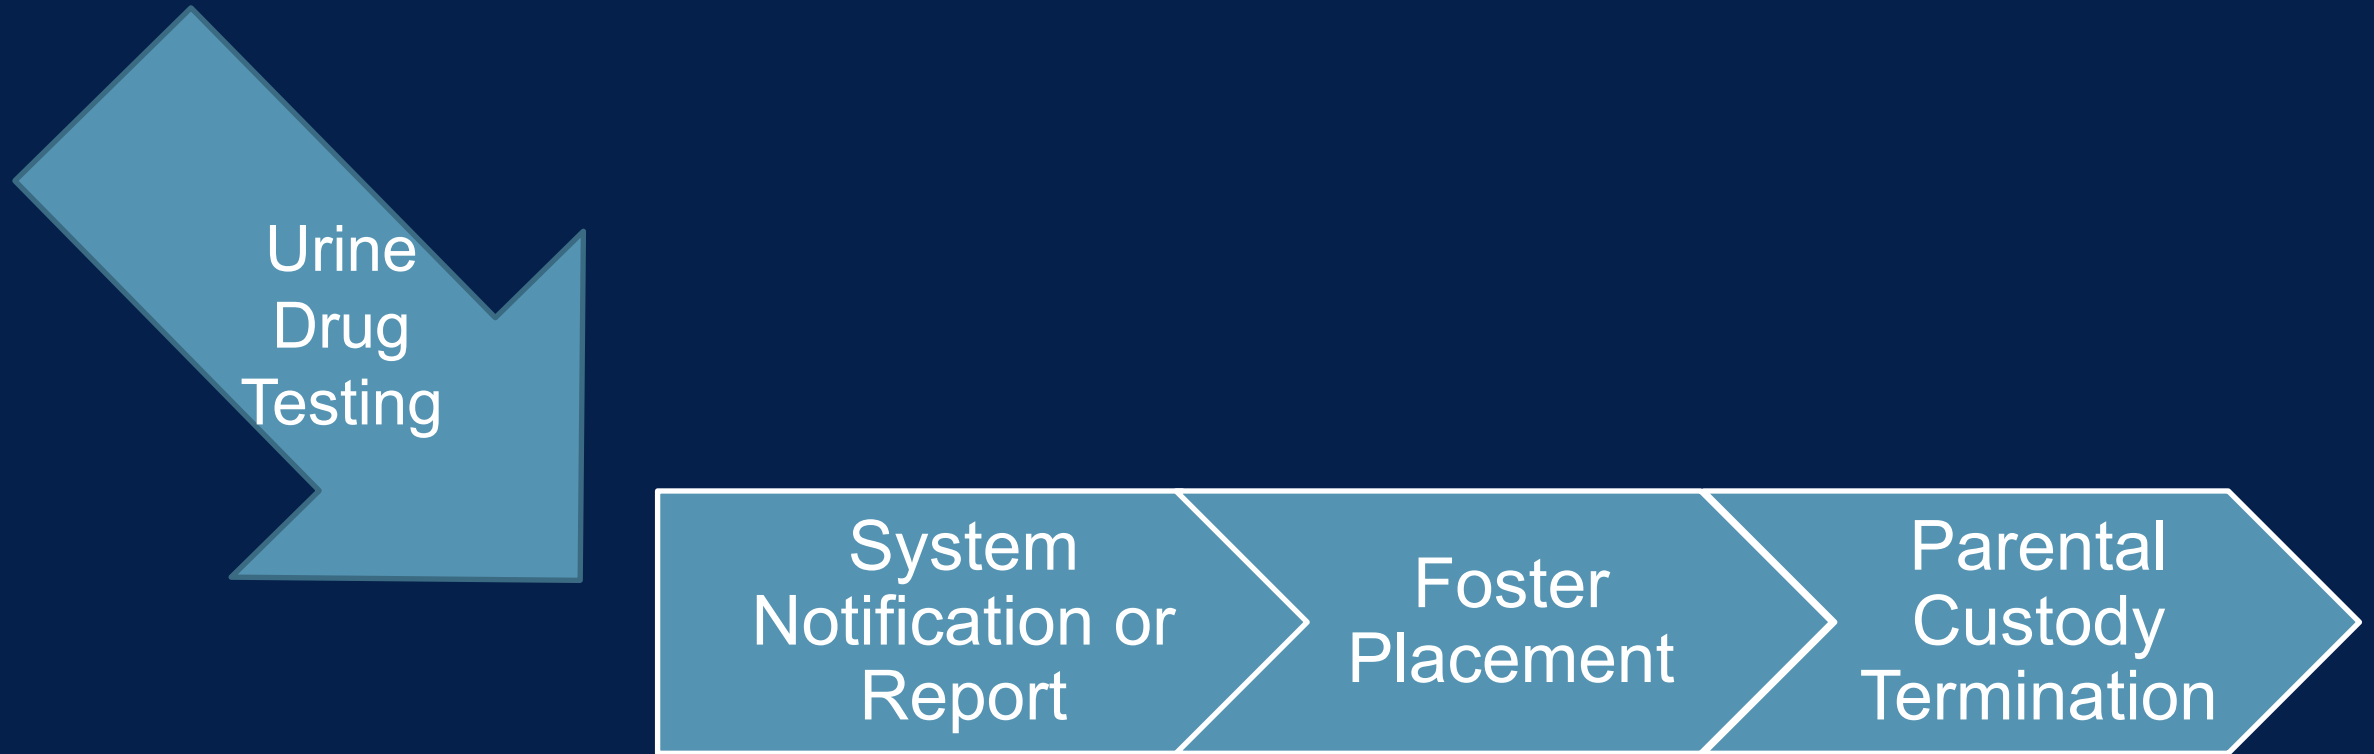 Urine
Drug
Testing
System
Notification or
Report
Foster
Placement
Parental
Custody
Termination